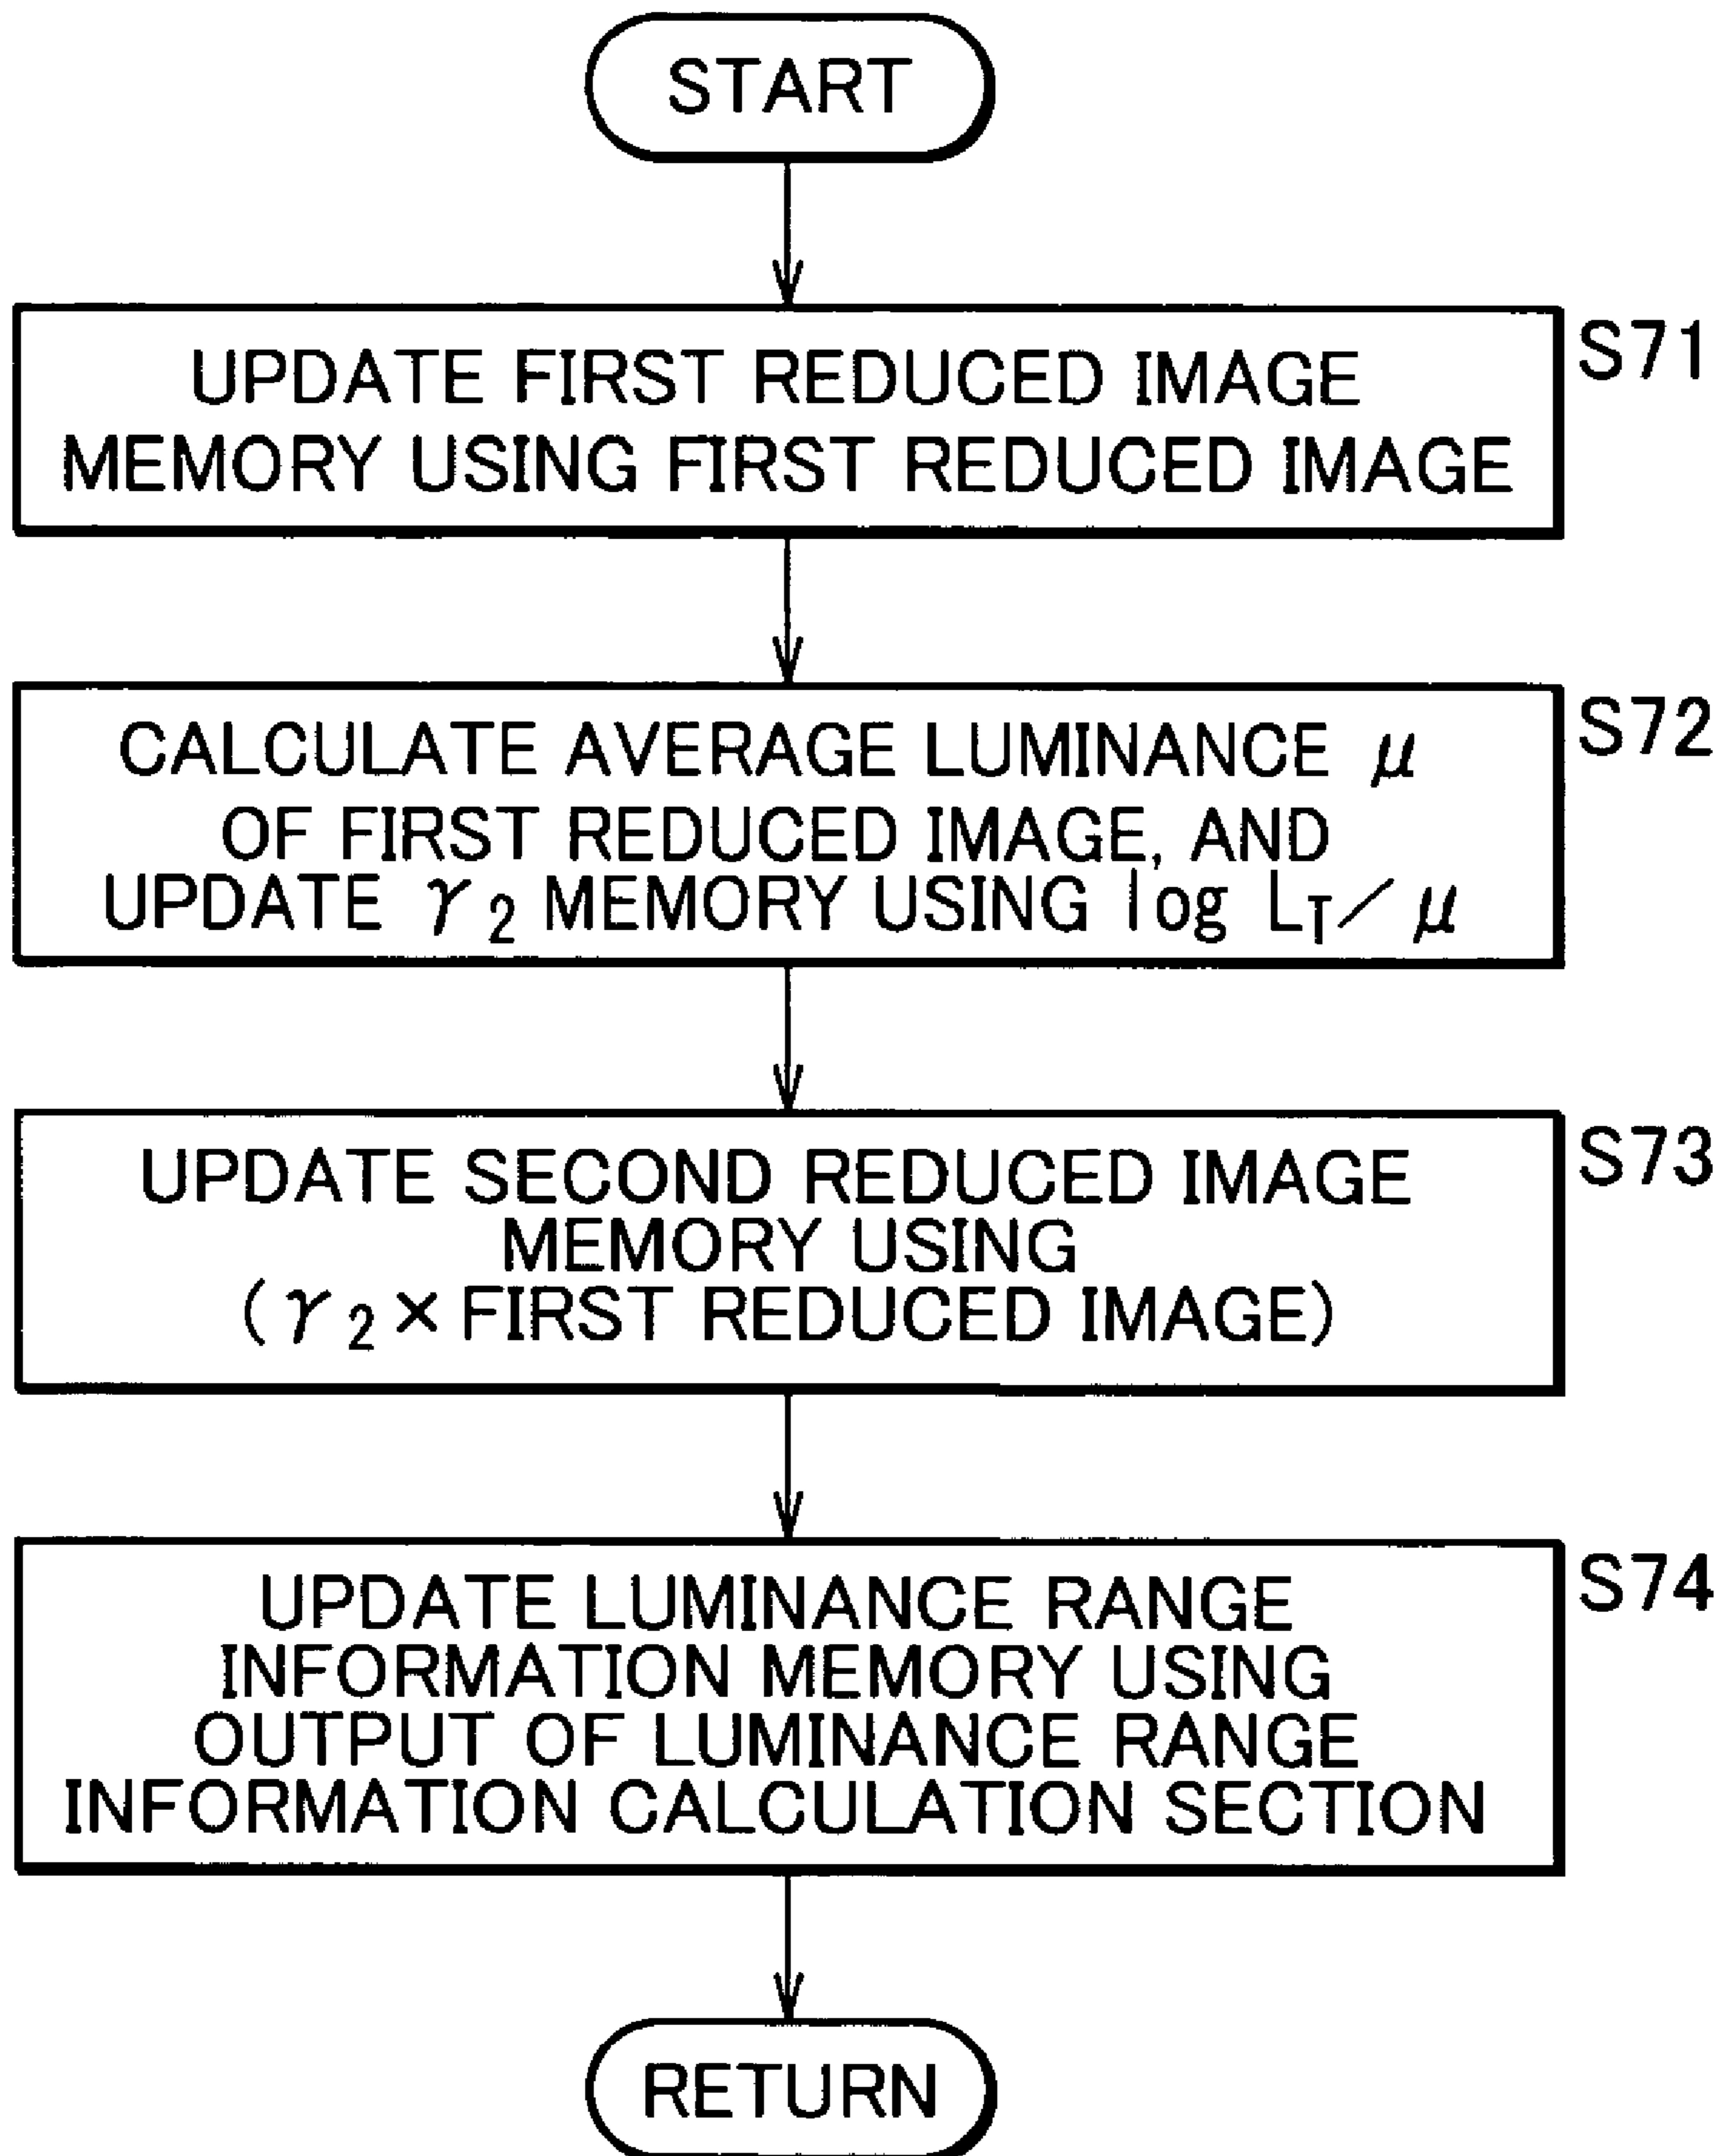 START
UPDATE FIRST REDUCED IMAGE
MEMORY USING FIRST REDUCED IMAGE
S71
CALCULATE AVERAGE LUMINANCE μ
OF FIRST REDUCED IMAGE, AND
UPDATE γ₂ MEMORY USING log L_T／μ
S72
UPDATE SECOND REDUCED IMAGE
MEMORY USING
(γ₂×FIRST REDUCED IMAGE)
S73
UPDATE LUMINANCE RANGE
INFORMATION MEMORY USING
OUTPUT OF LUMINANCE RANGE
INFORMATION CALCULATION SECTION
S74
RETURN